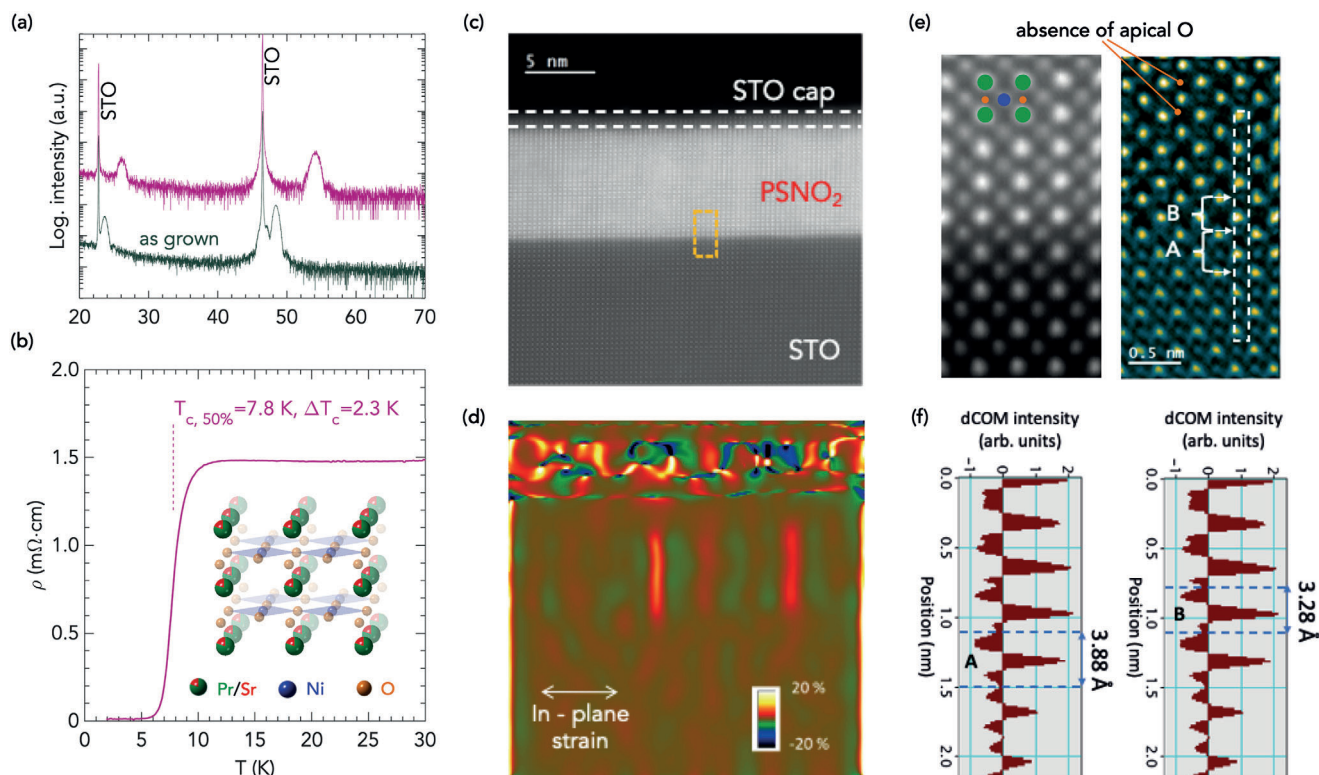 (a)
STO
STO
as grown
Log. intensity (a.u.)
20 30 40 50 60 70
(b)
2.0
1.5
1.0
0.5
0
T_c, 50%=7.8 K, ΔT_c=2.3 K
ρ (mΩ·cm)
Pr/Sr Ni O
0 5 10 15 20 25 30
T (K)
(c)
5 nm
STO cap
PSNO₂
STO
(d)
In - plane
strain
20 %
-20 %
(e)
absence of apical O
B
A
0.5 nm
(f)
dCOM intensity
(arb. units)
-1 0 1 2
0.0
0.5
1.0
1.5
2.0
Position (nm)
A
3.88 Å
dCOM intensity
(arb. units)
-1 0 1 2
0.0
0.5
1.0
1.5
2.0
Position (nm)
B
3.28 Å